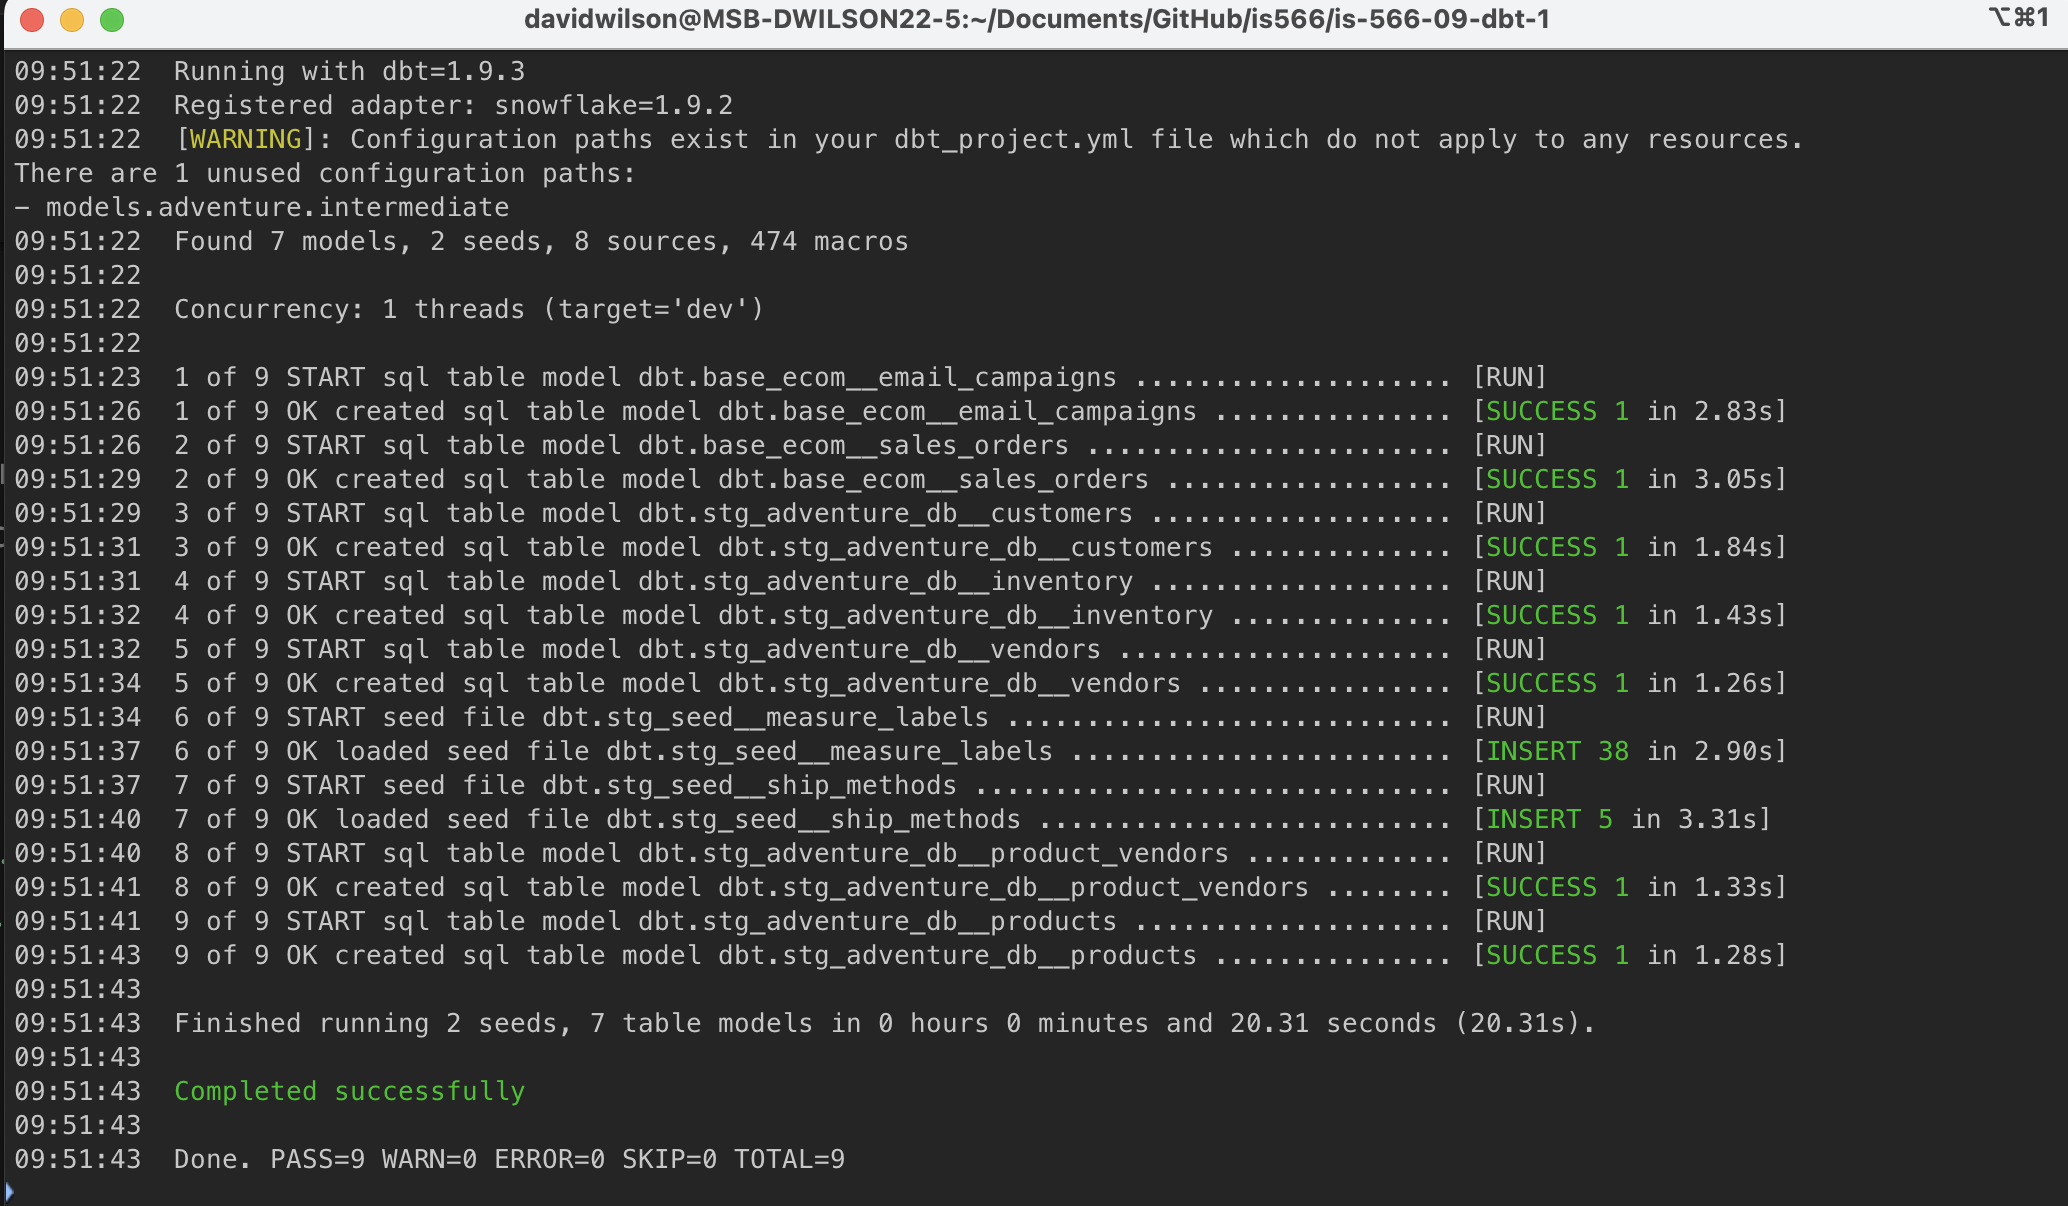 davidwilson@MSB-DWILSON22-5:~/Documents/GitHub/is566/is-566-09-dbt-1
⌥⌘1
09:51:22  Running with dbt=1.9.3
09:51:22  Registered adapter: snowflake=1.9.2
09:51:22  [WARNING]: Configuration paths exist in your dbt_project.yml file which do not apply to any resources.
There are 1 unused configuration paths:
- models.adventure.intermediate
09:51:22  Found 7 models, 2 seeds, 8 sources, 474 macros
09:51:22
09:51:22  Concurrency: 1 threads (target='dev')
09:51:22
09:51:23  1 of 9 START sql table model dbt.base_ecom__email_campaigns .................... [RUN]
09:51:26  1 of 9 OK created sql table model dbt.base_ecom__email_campaigns ............... [SUCCESS 1 in 2.83s]
09:51:26  2 of 9 START sql table model dbt.base_ecom__sales_orders ....................... [RUN]
09:51:29  2 of 9 OK created sql table model dbt.base_ecom__sales_orders .................. [SUCCESS 1 in 3.05s]
09:51:29  3 of 9 START sql table model dbt.stg_adventure_db__customers ................... [RUN]
09:51:31  3 of 9 OK created sql table model dbt.stg_adventure_db__customers .............. [SUCCESS 1 in 1.84s]
09:51:31  4 of 9 START sql table model dbt.stg_adventure_db__inventory ................... [RUN]
09:51:32  4 of 9 OK created sql table model dbt.stg_adventure_db__inventory .............. [SUCCESS 1 in 1.43s]
09:51:32  5 of 9 START sql table model dbt.stg_adventure_db__vendors ..................... [RUN]
09:51:34  5 of 9 OK created sql table model dbt.stg_adventure_db__vendors ................ [SUCCESS 1 in 1.26s]
09:51:34  6 of 9 START seed file dbt.stg_seed__measure_labels ............................ [RUN]
09:51:37  6 of 9 OK loaded seed file dbt.stg_seed__measure_labels ........................ [INSERT 38 in 2.90s]
09:51:37  7 of 9 START seed file dbt.stg_seed__ship_methods .............................. [RUN]
09:51:40  7 of 9 OK loaded seed file dbt.stg_seed__ship_methods .......................... [INSERT 5 in 3.31s]
09:51:40  8 of 9 START sql table model dbt.stg_adventure_db__product_vendors ............. [RUN]
09:51:41  8 of 9 OK created sql table model dbt.stg_adventure_db__product_vendors ........ [SUCCESS 1 in 1.33s]
09:51:41  9 of 9 START sql table model dbt.stg_adventure_db__products .................... [RUN]
09:51:43  9 of 9 OK created sql table model dbt.stg_adventure_db__products ............... [SUCCESS 1 in 1.28s]
09:51:43
09:51:43  Finished running 2 seeds, 7 table models in 0 hours 0 minutes and 20.31 seconds (20.31s).
09:51:43
09:51:43  Completed successfully
09:51:43
09:51:43  Done. PASS=9 WARN=0 ERROR=0 SKIP=0 TOTAL=9